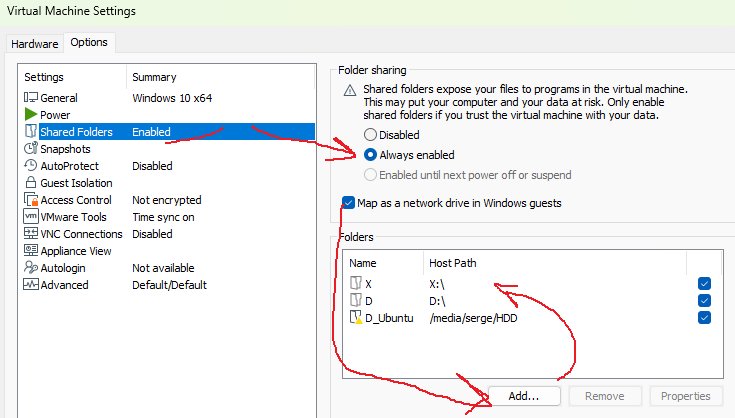 Virtual Machine Settings
Hardware Options
Settings Summary
General Windows 10 x64
Power
Shared Folders Enabled
Snapshots
AutoProtect Disabled
Guest Isolation
Access Control Not encrypted
vm VMware Tools Time sync on
VNC Connections Disabled
Appliance View
Autologin Not available
Advanced Default/Default
Folder sharing
Shared folders expose your files to programs in the virtual machine.
This may put your computer and your data at risk. Only enable
shared folders if you trust the virtual machine with your data.
Disabled
Always enabled
Enabled until next power off or suspend
Map as a network drive in Windows guests
Folders
Name Host Path
X X:\
D D:\
D_Ubuntu /media/serge/HDD
Add... Remove Properties